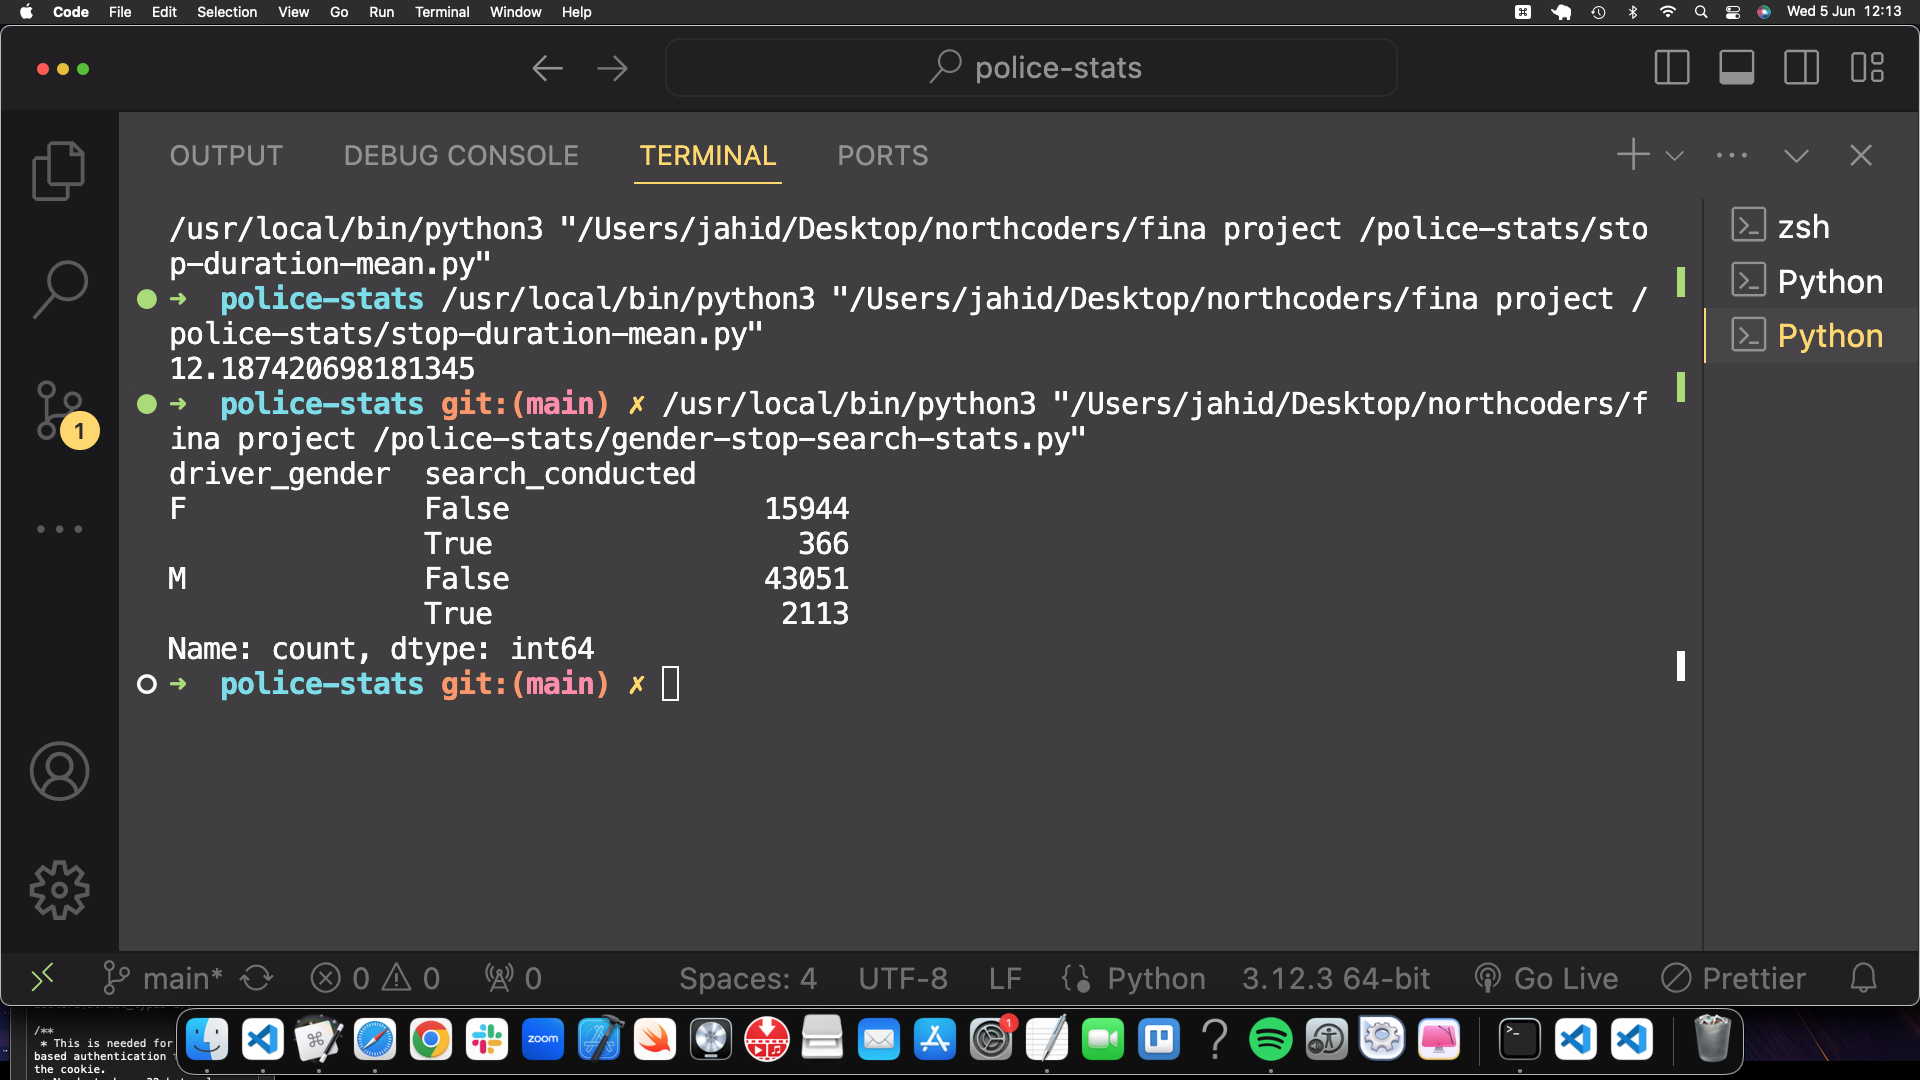 Code File Edit Selection View Go Run Terminal Window Help Wed 5 Jun 12:13
police-stats
OUTPUT DEBUG CONSOLE TERMINAL PORTS
/usr/local/bin/python3 "/Users/jahid/Desktop/northcoders/fina project /police-stats/sto
p-duration-mean.py"
➜ police-stats /usr/local/bin/python3 "/Users/jahid/Desktop/northcoders/fina project /
police-stats/stop-duration-mean.py"
12.187420698181345
➜ police-stats git:(main) ✗ /usr/local/bin/python3 "/Users/jahid/Desktop/northcoders/f
ina project /police-stats/gender-stop-search-stats.py"
driver_gender search_conducted
F False 15944
True 366
M False 43051
True 2113
Name: count, dtype: int64
➜ police-stats git:(main) ✗
zsh
Python
Python
1
main* 0 0 0 Spaces: 4 UTF-8 LF Python 3.12.3 64-bit Go Live Prettier
/**
* This is needed for
based authentication
the cookie.
zoom
1